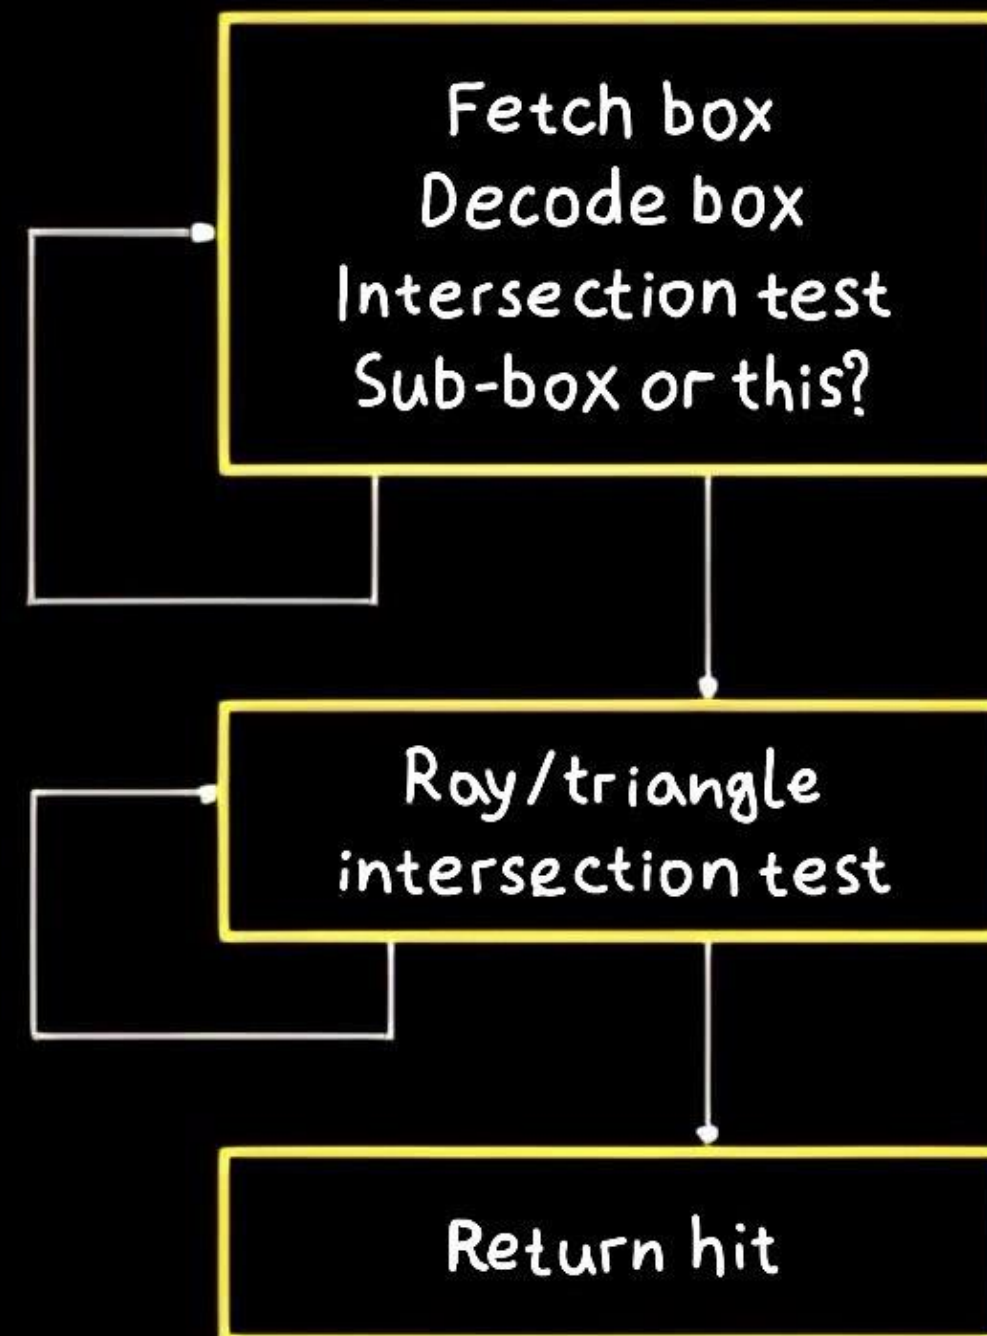 Fetch box
Decode box
Intersection test
Sub-box or this?
Ray/triangle
intersection test
Return hit